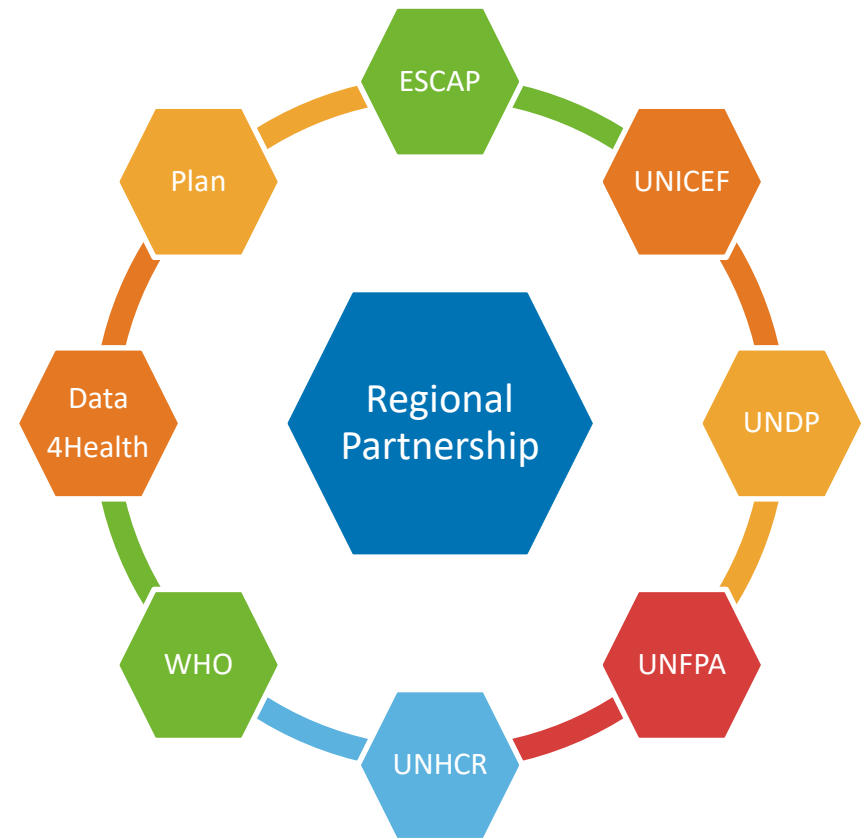 ESCAP
UNICEF
UNDP
UNFPA
UNHCR
WHO
Data
4Health
Plan
Regional
Partnership